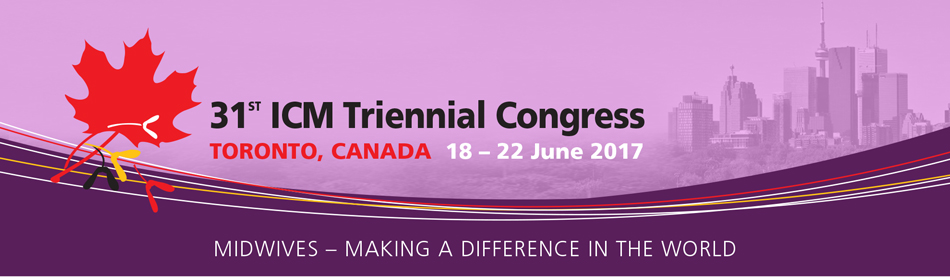 31ST ICM Triennial Congress
TORONTO, CANADA 18 – 22 June 2017
MIDWIVES – MAKING A DIFFERENCE IN THE WORLD